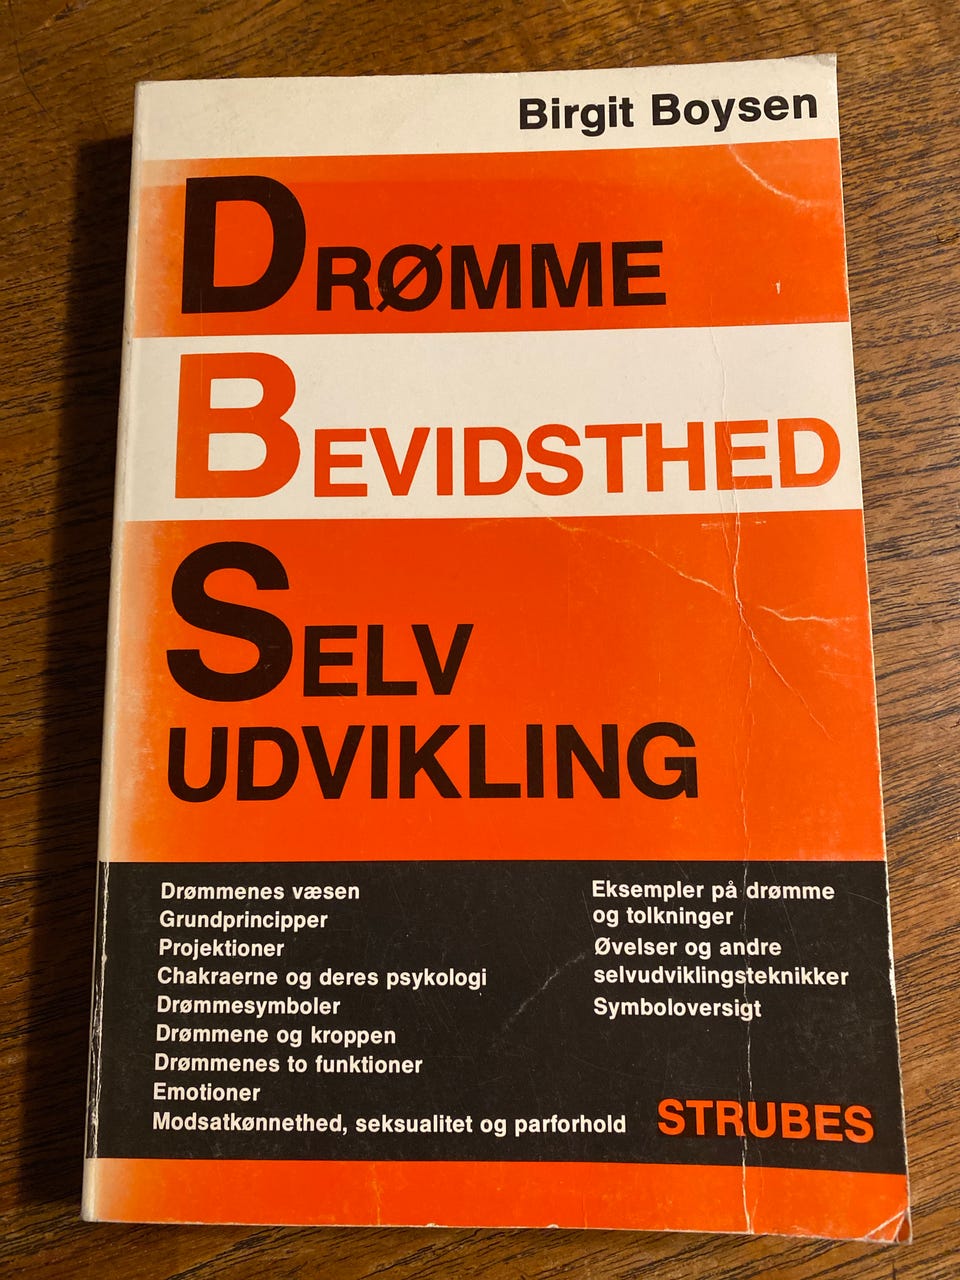 Birgit Boysen
DRØMME
BEVIDSTHED
SELV
UDVIKLING
Drømmenes væsen
Grundprincipper
Projektioner
Chakraerne og deres psykologi
Drømmesymboler
Drømmene og kroppen
Drømmenes to funktioner
Emotioner
Modsatkønnethed, seksualitet og parforhold
Eksempler på drømme
og tolkninger
Øvelser og andre
selvudviklingsteknikker
Symboloversigt
STRUBES